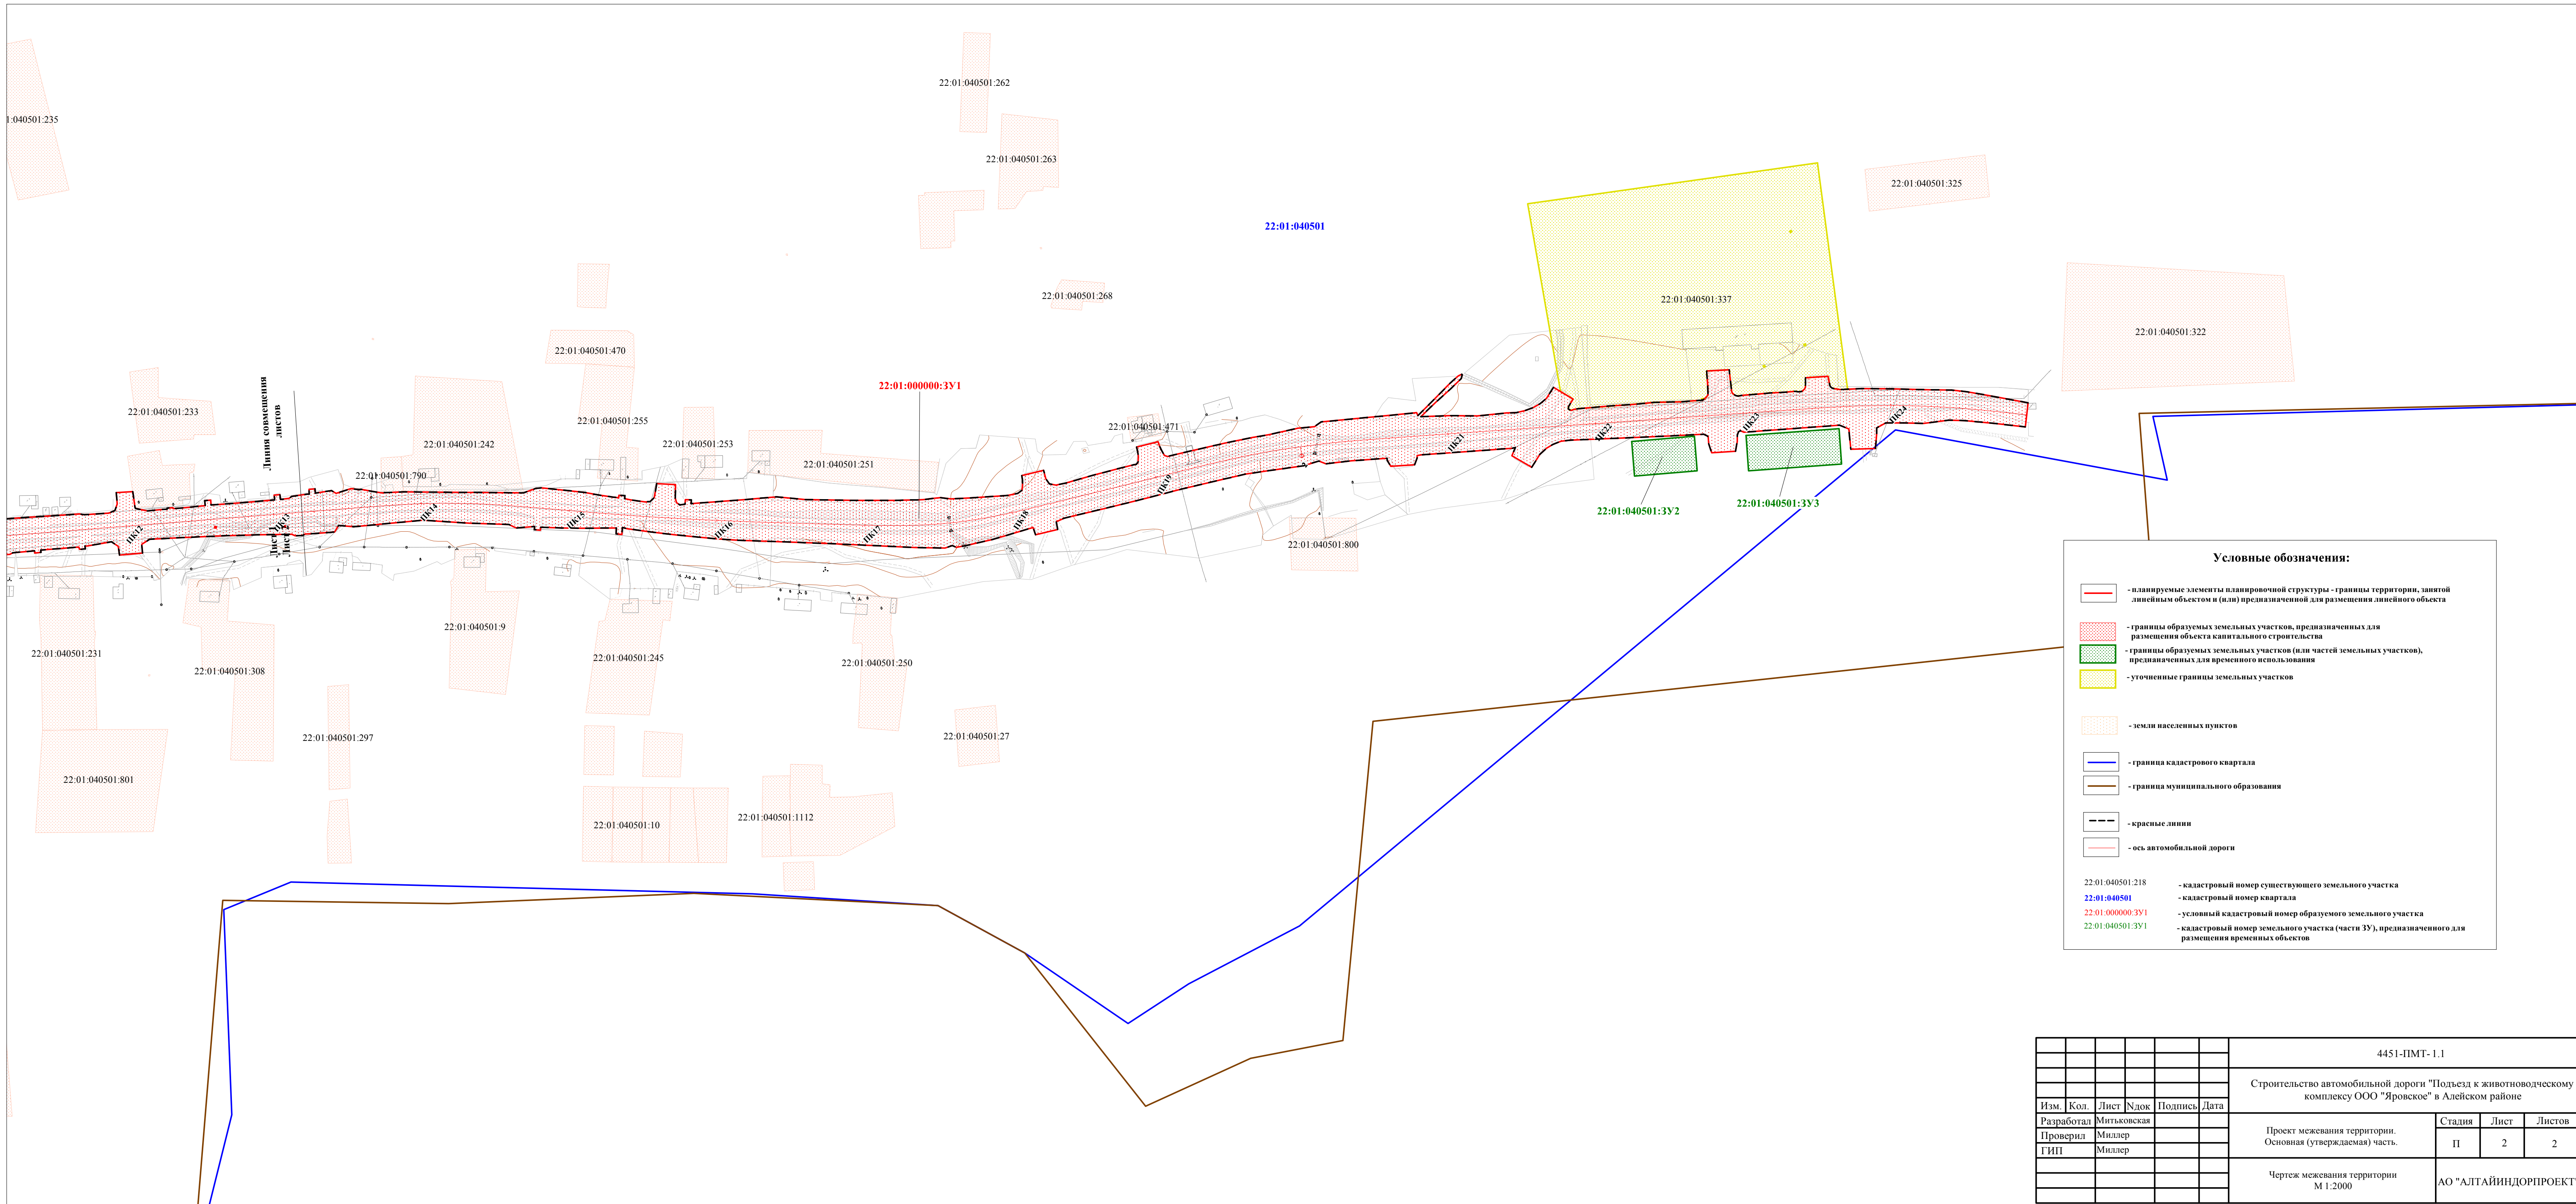 22:01:040501:262
1:040501:235
22:01:040501:263
22:01:040501:325
22:01:040501
22:01:040501:268
22:01:040501:337
22:01:040501:322
22:01:040501:470
22:01:000000:ЗУ1
22:01:040501:233
Линия совмещения
листов
22:01:040501:255
22:01:040501:471
22:01:040501:242
22:01:040501:253
22:01:040501:251
22:01:040501:790
ПК12
ПК13
ПК14
ПК15
ПК16
ПК17
ПК18
ПК19
ПК21
ПК22
ПК23
ПК24
22:01:040501:ЗУ2
22:01:040501:ЗУ3
22:01:040501:800
22:01:040501:9
22:01:040501:231
22:01:040501:308
22:01:040501:245
22:01:040501:250
22:01:040501:297
22:01:040501:27
22:01:040501:801
22:01:040501:10
22:01:040501:1112
Условные обозначения:
- планируемые элементы планировочной структуры - границы территории, занятой
линейным объектом и (или) предназначенной для размещения линейного объекта
- границы образуемых земельных участков, предназначенных для
размещения объекта капитального строительства
- границы образуемых земельных участков (или частей земельных участков),
преднаначенных для временного использования
- уточненные границы земельных участков
- земли населенных пунктов
- граница кадастрового квартала
- граница муниципального образования
- красные линии
- ось автомобильной дороги
22:01:040501:218 - кадастровый номер существующего земельного участка
22:01:040501 - кадастровый номер квартала
22:01:000000:ЗУ1 - условный кадастровый номер образуемого земельного участка
22:01:040501:ЗУ1 - кадастровый номер земельного участка (части ЗУ), предназначенного для
размещения временных объектов
4451-ПМТ- 1.1
Строительство автомобильной дороги "Подъезд к животноводческому
комплексу ООО "Яровское" в Алейском районе
Изм. Кол. Лист Nдок Подпись Дата
Разработал Митьковская
Проверил Миллер
ГИП Миллер
Проект межевания территории.
Основная (утверждаемая) часть.
Стадия Лист Листов
П 2 2
Чертеж межевания территории
М 1:2000
АО "АЛТАЙИНДОРПРОЕКТ